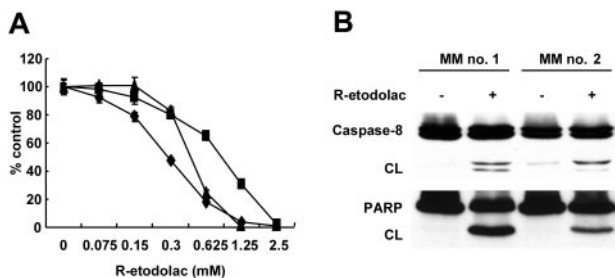 A
120
100
80
60
40
20
0
% control
0 0.075 0.15 0.3 0.625 1.25 2.5
R-etodolac (mM)
B
MM no. 1 MM no. 2
R-etodolac - + - +
Caspase-8
CL
PARP
CL